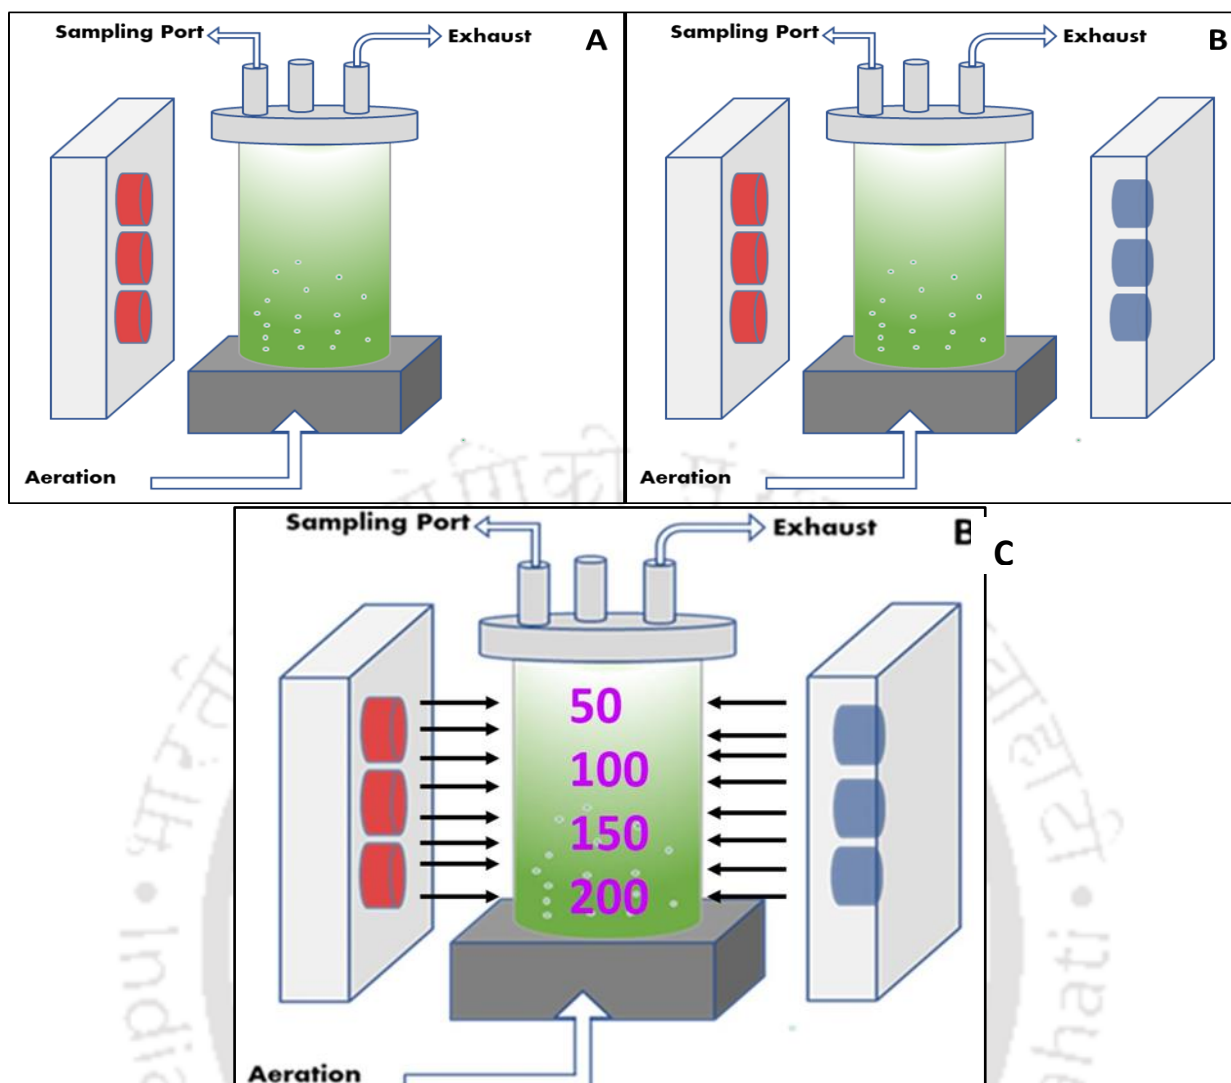 Sampling Port
Exhaust
A
Aeration
Sampling Port
Exhaust
B
Aeration
Sampling Port
Exhaust
B
C
50
100
150
200
Aeration